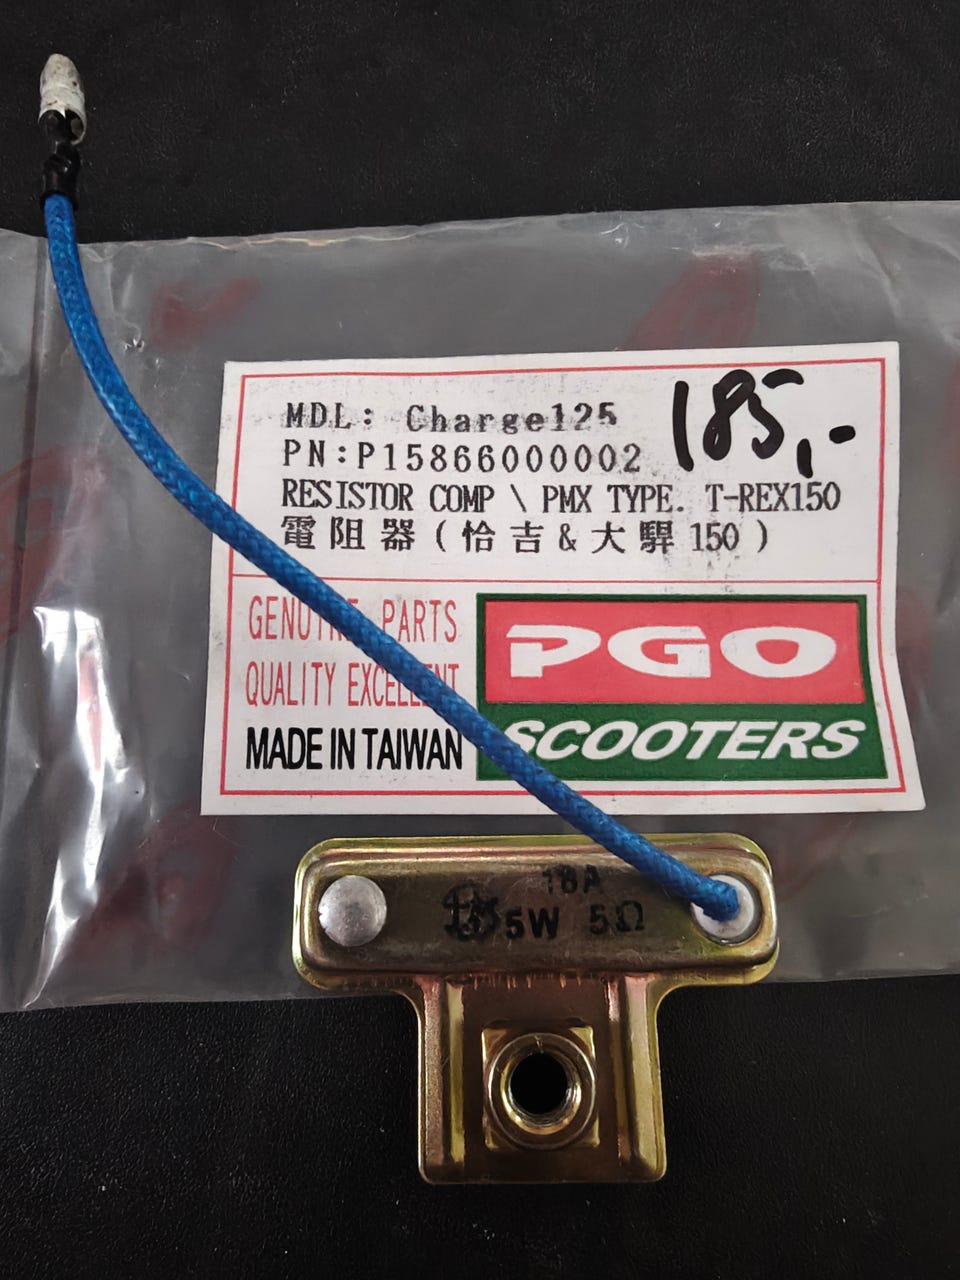 MDL: Charge125
185,-
PN:P15866000002
RESISTOR COMP \ PMX TYPE. T-REX150
電阻器(恰吉&大騂150)
GENUINE PARTS
QUALITY EXCELLENT
MADE IN TAIWAN
PGO
SCOOTERS
18A
5W 5Ω